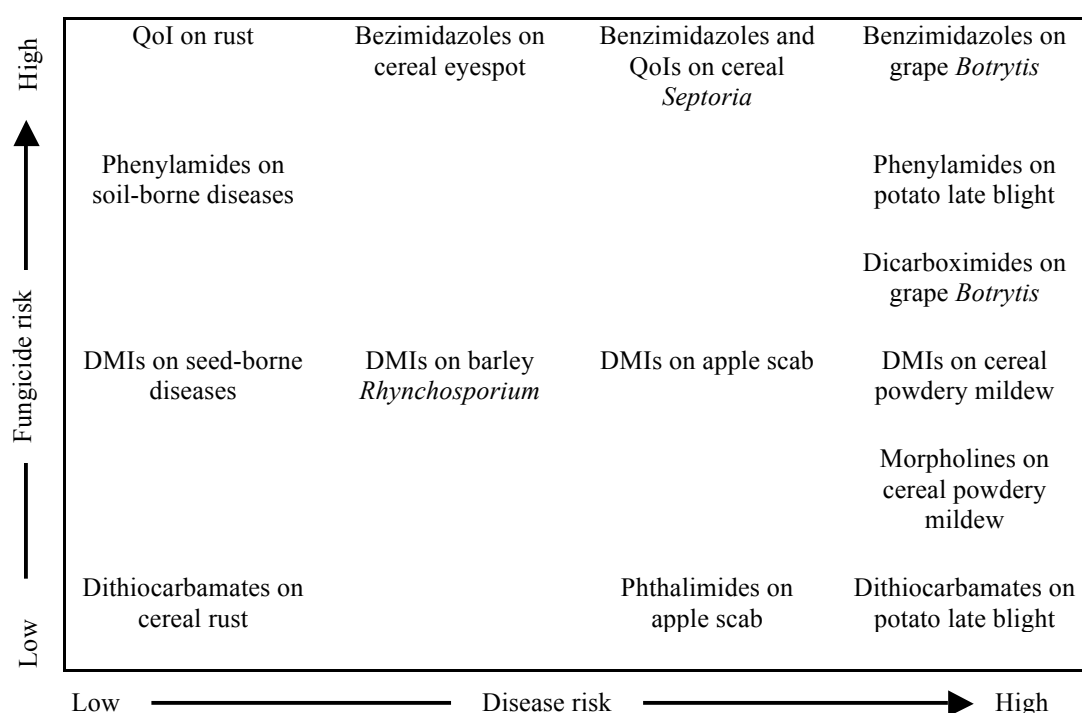 High
Fungicide risk
Low
QoI on rust
Bezimidazoles on
cereal eyespot
Benzimidazoles and
QoIs on cereal
Septoria
Benzimidazoles on
grape Botrytis
Phenylamides on
soil-borne diseases
Phenylamides on
potato late blight
Dicarboximides on
grape Botrytis
DMIs on seed-borne
diseases
DMIs on barley
Rhynchosporium
DMIs on apple scab
DMIs on cereal
powdery mildew
Morpholines on
cereal powdery
mildew
Dithiocarbamates on
cereal rust
Phthalimides on
apple scab
Dithiocarbamates on
potato late blight
Low
Disease risk
High